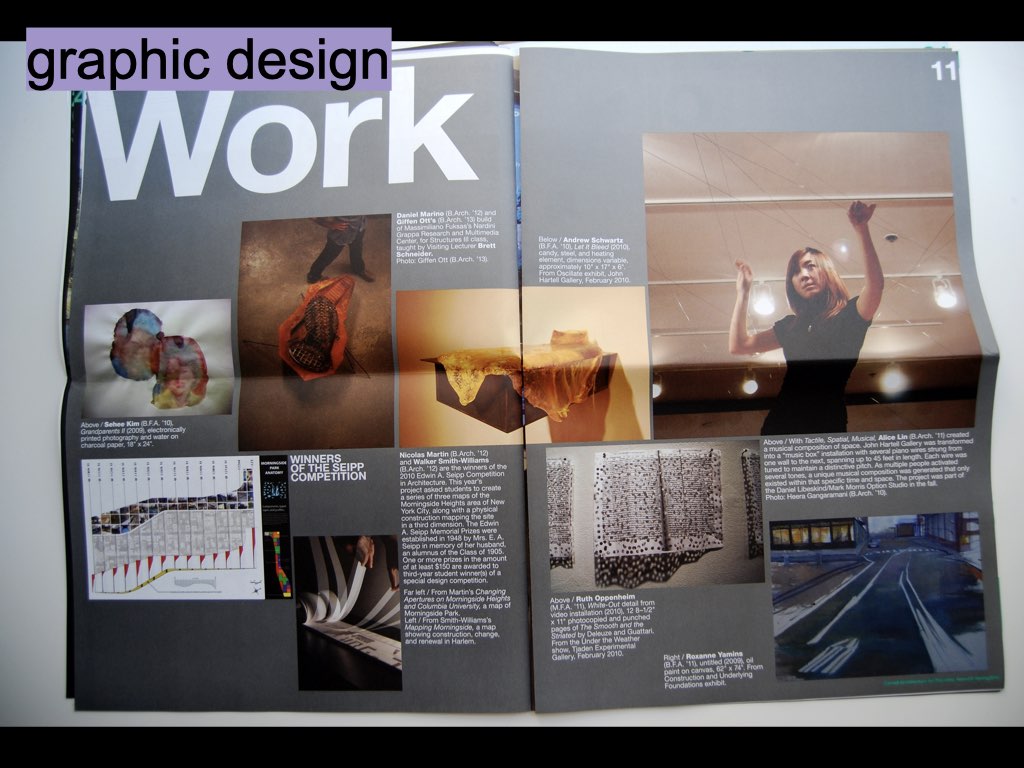 graphic design
Work
11
Daniel Marino (B.Arch. '12) and
Giffen Ott's (B.Arch. '13) build
of Massimiliano Fuksas's Nardini
Grappa Research and Multimedia
Center, for Structures III class,
taught by Visiting Lecturer Brett
Schneider.
Photo: Giffen Ott (B.Arch. '13).
Below / Andrew Schwartz
(B.F.A. '10), Let it Bleed (2010),
candy, steel, and heating
element, dimensions variable,
approximately 10" x 17" x 6".
From Oscillate exhibit, John
Hartell Gallery, February 2010.
Above / Sehee Kim (B.F.A. '10),
Grandparents II (2009), electronically
printed photography and water on
charcoal paper, 18" x 24".
WINNERS
OF THE SEIPP
COMPETITION
MORNINGSIDE
PARK
ANATOMY
Nicolas Martin (B.Arch. '12)
and Walker Smith-Williams
(B.Arch. '12) are the winners of the
2010 Edwin A. Seipp Competition
in Architecture. This year's
project asked students to create
a series of three maps of the
Morningside Heights area of New
York City, along with a physical
construction mapping the site
in a third dimension. The Edwin
A. Seipp Memorial Prizes were
established in 1948 by Mrs. E. A.
Seipp in memory of her husband,
an alumnus of the Class of 1905.
One or more prizes in the amount
of at least $150 are awarded to
third-year student winner(s) of a
special design competition.
Far left / From Martin's Changing
Apertures on Morningside Heights
and Columbia University, a map of
Morningside Park.
Left / From Smith-Williams's
Mapping Morningside, a map
showing construction, change,
and renewal in Harlem.
Above / With Tactile, Spatial, Musical, Alice Lin (B.Arch. '11) created
a musical composition of space. John Hartell Gallery was transformed
into a "music box" installation with several piano wires strung from
one wall to the next, spanning up to 45 feet in length. Each wire was
tuned to maintain a distinctive pitch. As multiple people activated
several tones, a unique musical composition was generated that only
existed within that specific time and space. The project was part of
the Daniel Libeskind/Mark Morris Option Studio in the fall.
Photo: Heera Gangaramani (B.Arch. '10).
Above / Ruth Oppenheim
(M.F.A. '11), White-Out detail from
video installation (2010), 12 8-1/2"
x 11" photocopied and punched
pages of The Smooth and the
Striated by Deleuze and Guattari.
From the Under the Weather
show, Tjaden Experimental
Gallery, February 2010.
Right / Roxanne Yamins
(B.F.A. '11), untitled (2009), oil
paint on canvas, 62" x 74". From
Construction and Underlying
Foundations exhibit.